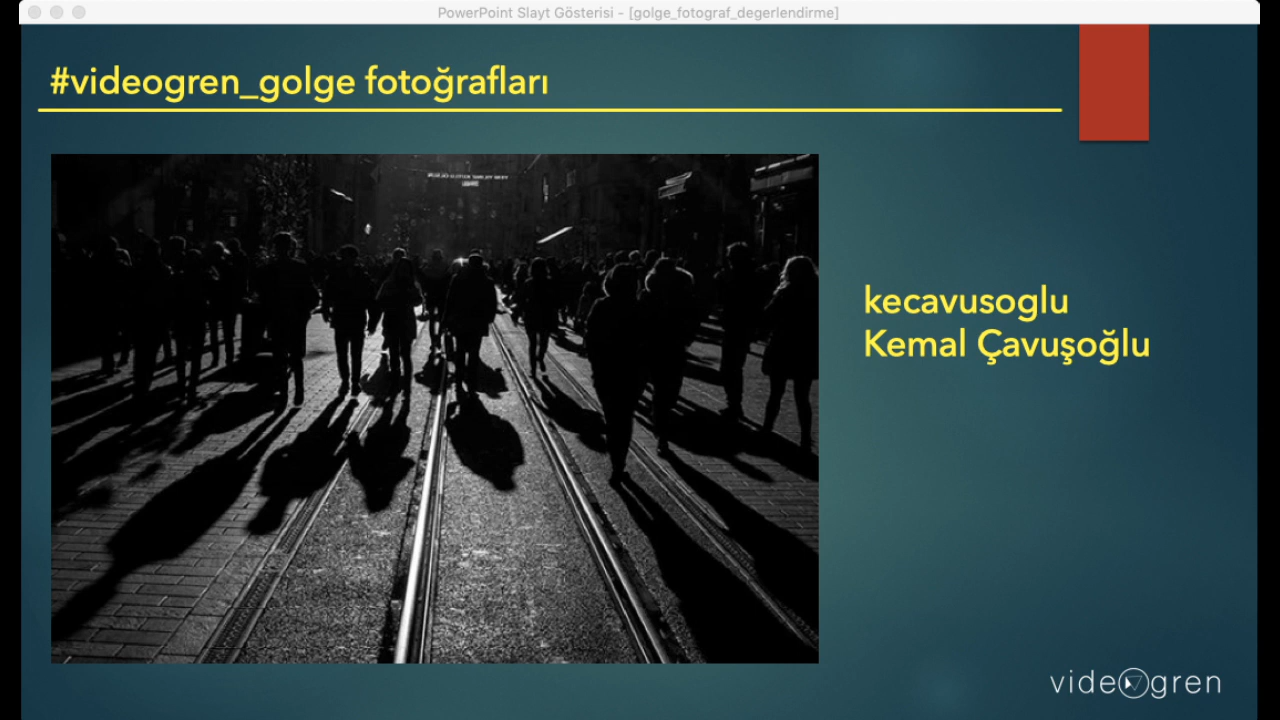 PowerPoint Slayt Gösterisi - [golge_fotograf_degerlendirme]
#videogren_golge fotoğrafları
kecavusoglu
Kemal Çavuşoğlu
videogren